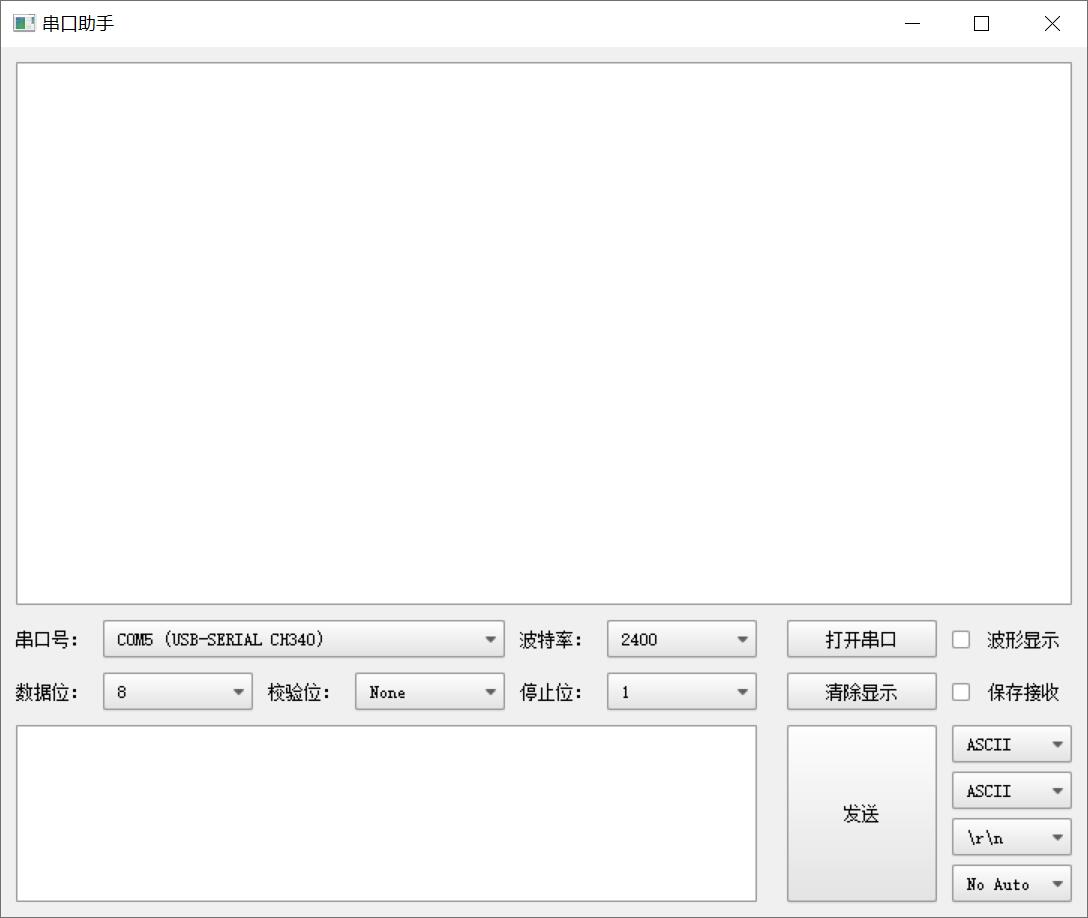 串口助手
串口号： COM5 (USB-SERIAL CH340) 波特率： 2400 打开串口 波形显示
数据位： 8 校验位： None 停止位： 1 清除显示 保存接收
ASCII
ASCII
发送
\r\n
No Auto